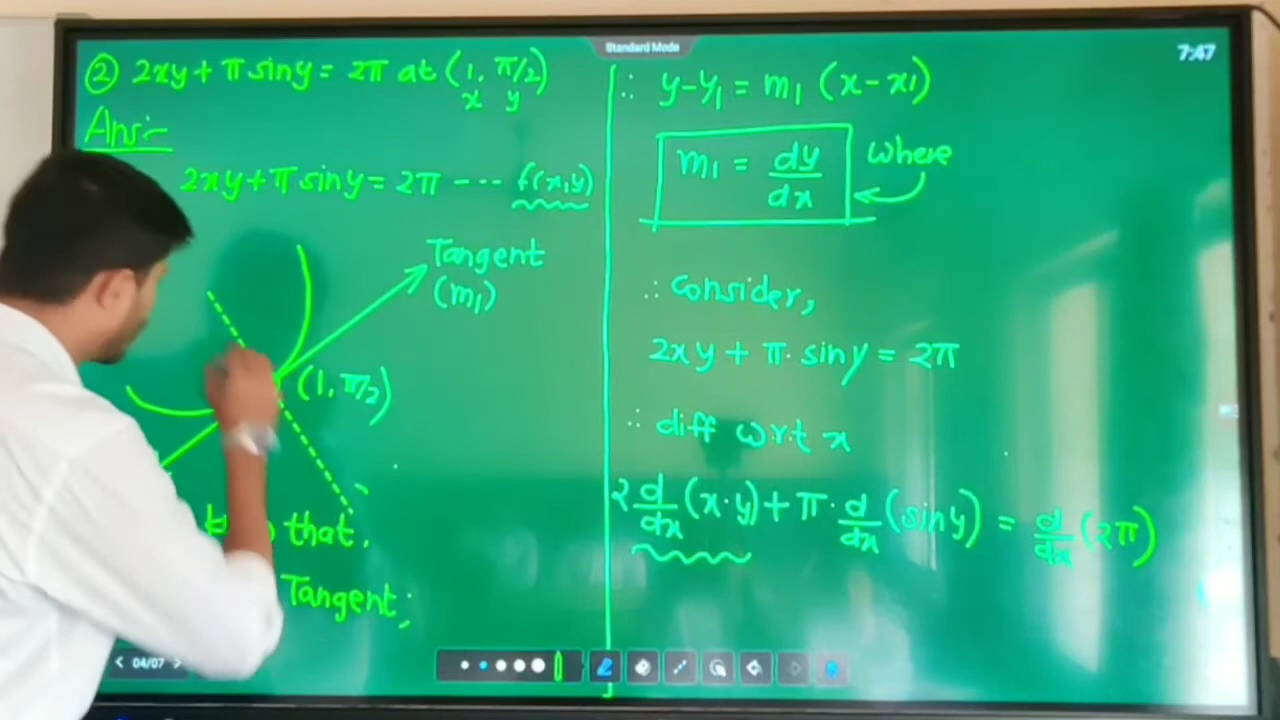 Standard Mode
7:47
② 2xy + π sin y = 2π at (1, π/2)
x y
Ans:-
2xy + π sin y = 2π ---- f(x,y)
Tangent
(m₁)
(1, π/2)
that.
Tangent;
∴ y-y₁ = m₁ (x-x₁)
m₁ = dy/dx where
∴ Consider,
2xy + π· sin y = 2π
∴ diff w.r.t x
2 d/dx (x·y) + π· d/dx (sin y) = d/dx (2π)
< 04/07 >